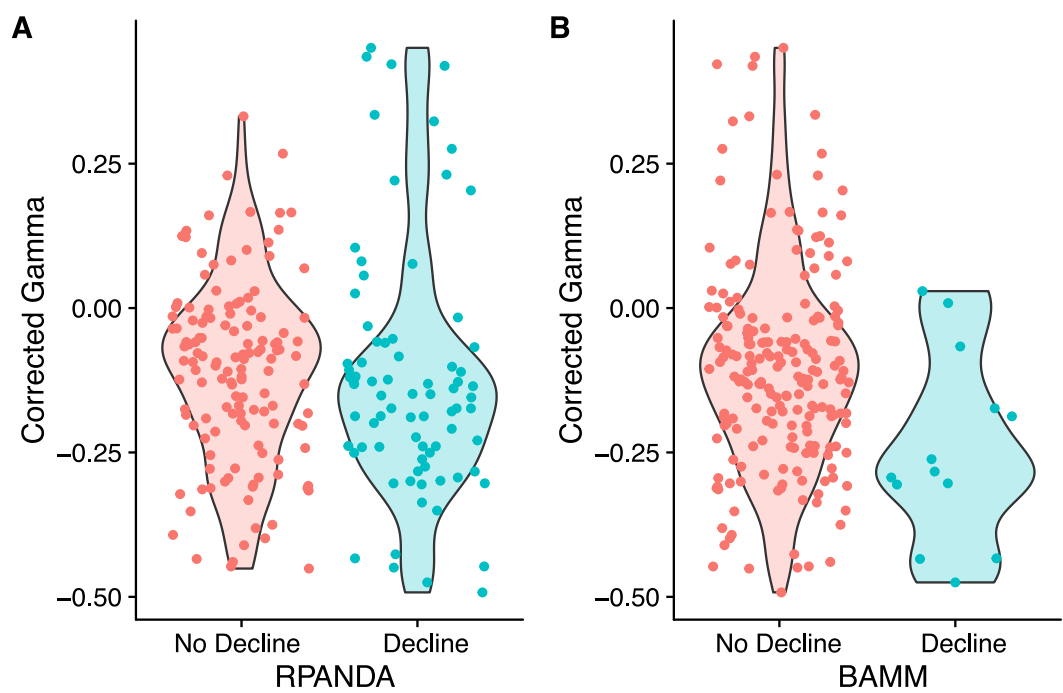 A
Corrected Gamma
0.25
0.00
−0.25
−0.50
No Decline
Decline
RPANDA
B
Corrected Gamma
0.25
0.00
−0.25
−0.50
No Decline
Decline
BAMM